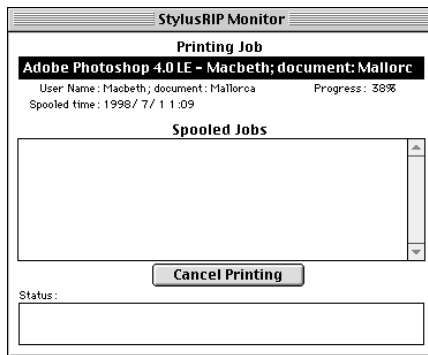 StylusRIP Monitor
Printing Job
Adobe Photoshop 4.0 LE - Macbeth; document: Mallorc
User Name : Macbeth; document : Mallorca Progress : 38%
Spooled time : 1998/ 7/ 1 1 :09
Spooled Jobs
Cancel Printing
Status :